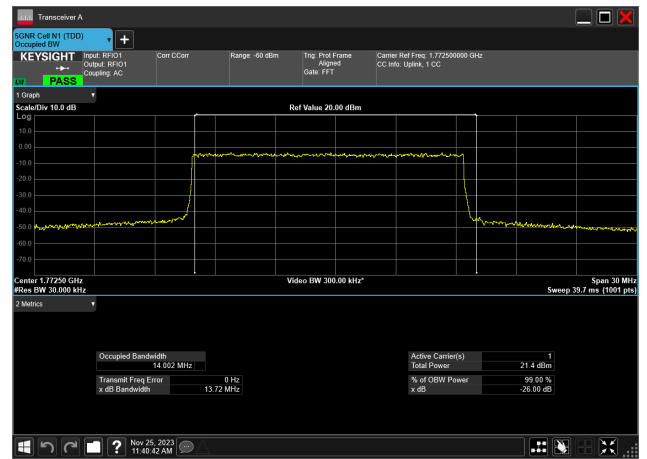 Transceiver A
5GNR Cell N1 (TDD)
Occupied BW
KEYSIGHT
Input: RFIO1
Output: RFIO1
Coupling: AC
Corr CCorr
Range: -60 dBm
Trig: Prot Frame
Aligned
Gate: FFT
Carrier Ref Freq: 1.772500000 GHz
CC Info: Uplink, 1 CC
PASS
1 Graph
Scale/Div 10.0 dB
Ref Value 20.00 dBm
Log
10.0
0.00
-10.0
-20.0
-30.0
-40.0
-50.0
-60.0
-70.0
Center 1.77250 GHz
Video BW 300.00 kHz*
Span 30 MHz
#Res BW 30.000 kHz
Sweep 39.7 ms (1001 pts)
2 Metrics
Occupied Bandwidth
14.002 MHz
Active Carrier(s) 1
Total Power 21.4 dBm
Transmit Freq Error 0 Hz
x dB Bandwidth 13.72 MHz
% of OBW Power 99.00 %
x dB -26.00 dB
?
Nov 25, 2023
11:40:42 AM